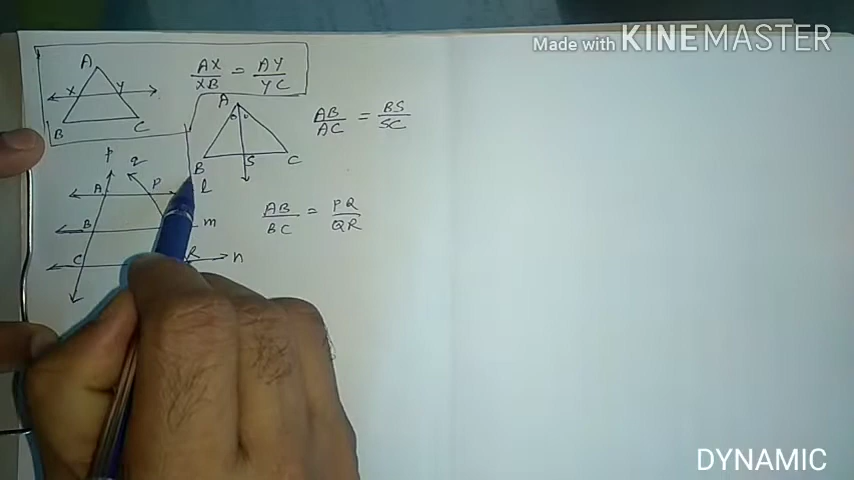 Made with KINEMASTER
A
X Y
B C
AX/XB = AY/YC
A
B S C
AB/AC = BS/SC
p q
A P l
B m
C R n
AB/BC = PQ/QR
DYNAMIC